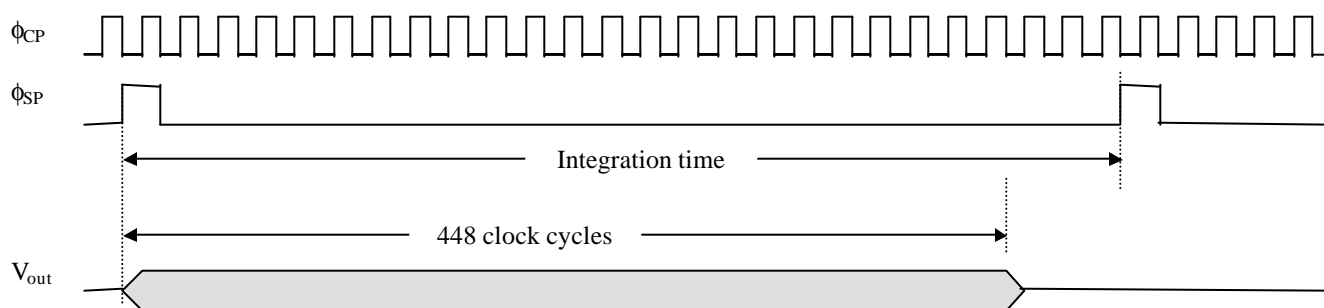 ϕCP
ϕSP
Integration time
448 clock cycles
Vout